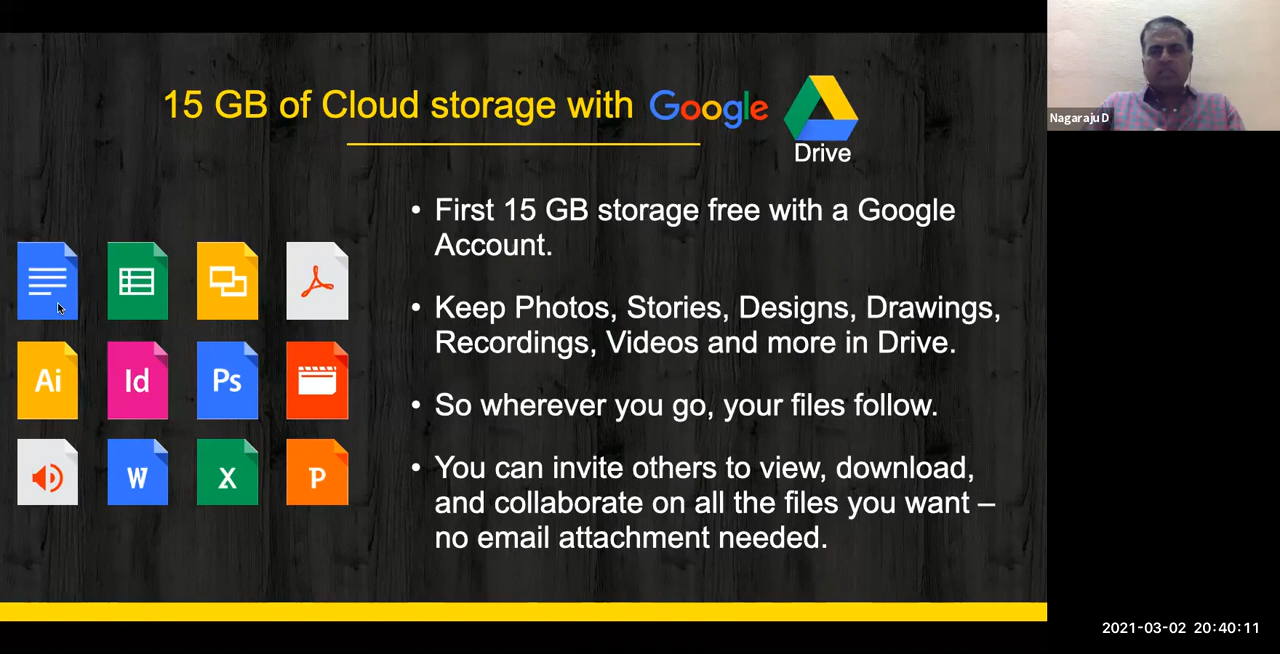 15 GB of Cloud storage with Google
Drive
Nagaraju D
• First 15 GB storage free with a Google
Account.
• Keep Photos, Stories, Designs, Drawings,
Recordings, Videos and more in Drive.
• So wherever you go, your files follow.
• You can invite others to view, download,
and collaborate on all the files you want –
no email attachment needed.
Ai Id Ps
W X P
2021-03-02 20:40:11